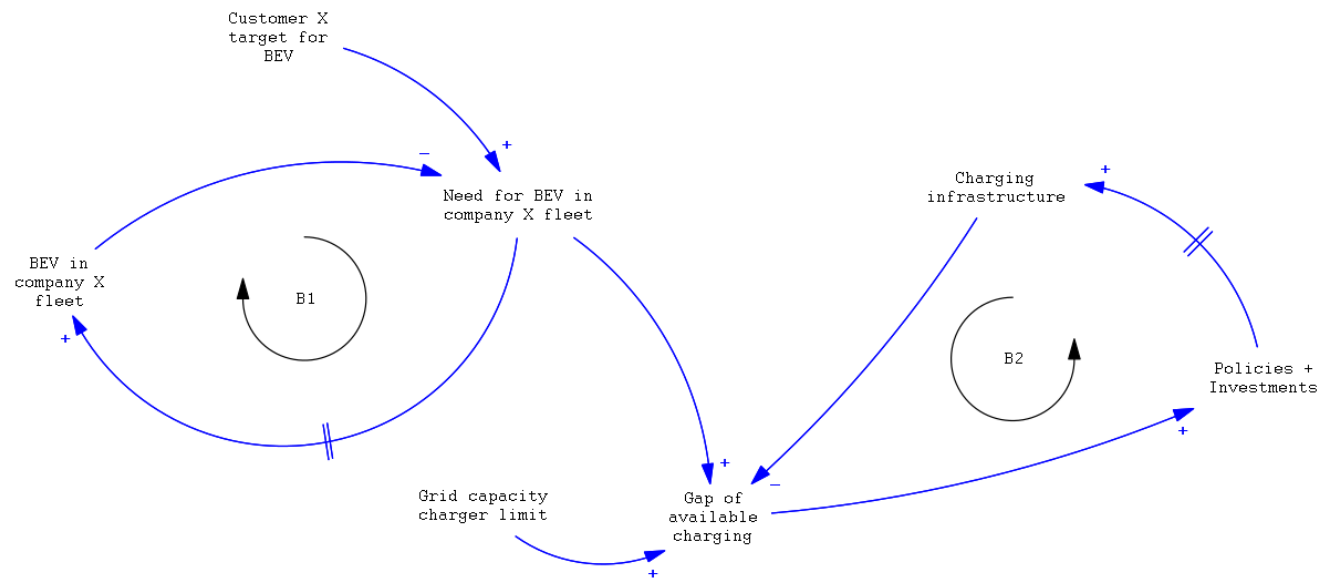 Customer X
target for
BEV
+
–
Need for BEV in
company X fleet
Charging
infrastructure
+
BEV in
company X
fleet
+
B1
B2
Policies +
Investments
+
Grid capacity
charger limit
+
Gap of
available
charging
+
–